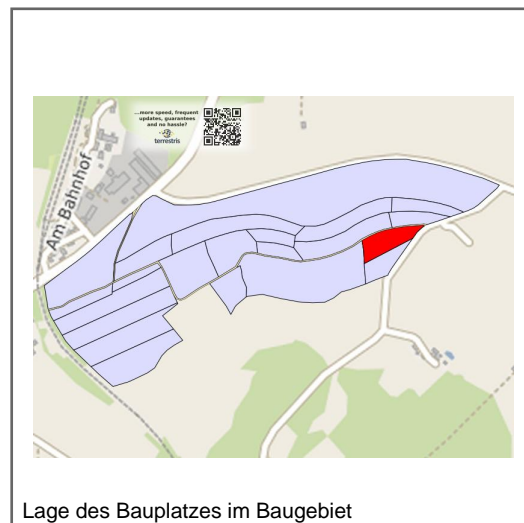 ...more speed, frequent
updates, guarantees
and no hassle?
terrestris
Am Bahnhof
Lage des Bauplatzes im Baugebiet